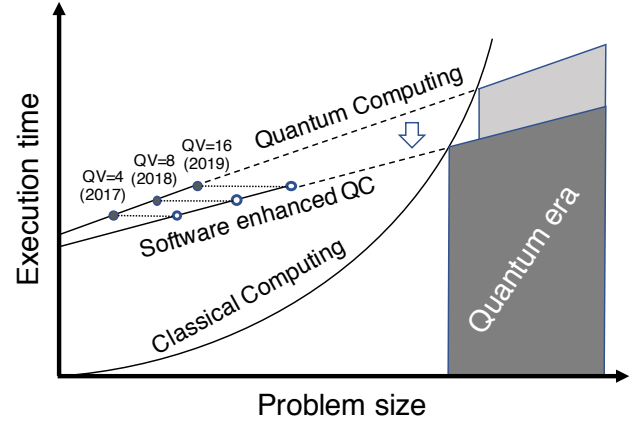 Execution time
QV=4
(2017)
QV=8
(2018)
QV=16
(2019)
Quantum Computing
Software enhanced QC
Classical Computing
Quantum era
Problem size